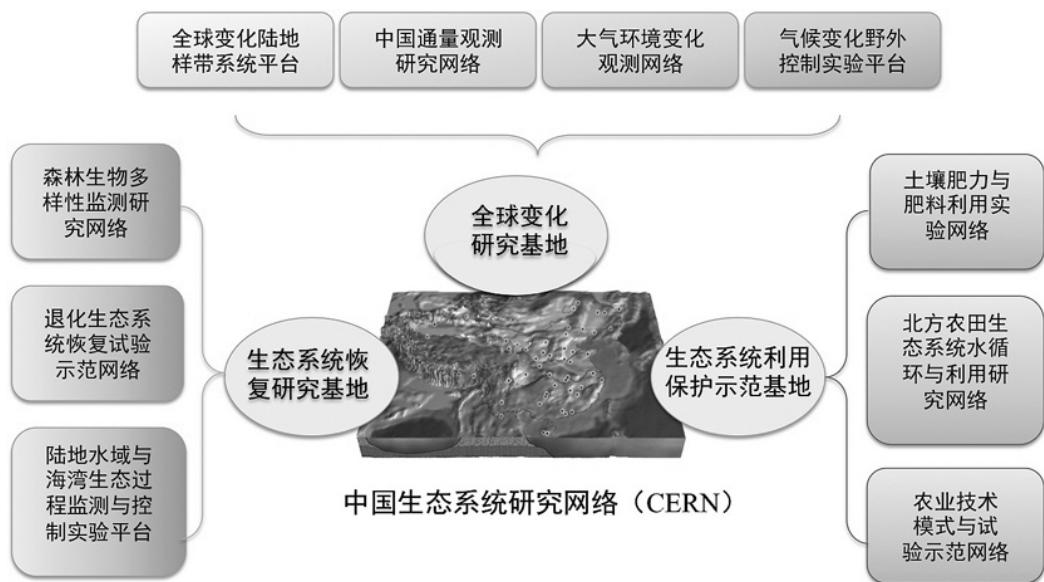 全球变化陆地
样带系统平台
中国通量观测
研究网络
大气环境变化
观测网络
气候变化野外
控制实验平台
森林生物多
样性监测研
究网络
退化生态系
统恢复试验
示范网络
陆地水域与
海湾生态过
程监测与控
制实验平台
全球变化
研究基地
生态系统恢
复研究基地
生态系统利用
保护示范基地
土壤肥力与
肥料利用实
验网络
北方农田生
态系统水循
环与利用研
究网络
农业技术
模式与试
验示范网络
中国生态系统研究网络（CERN）